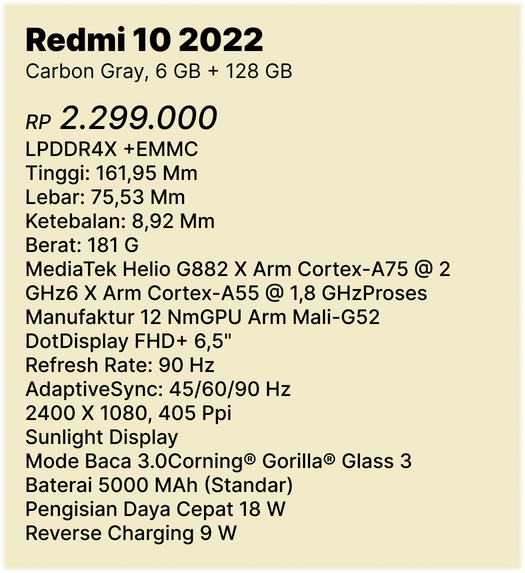 Redmi 10 2022
Carbon Gray, 6 GB + 128 GB
RP 2.299.000
LPDDR4X +EMMC
Tinggi: 161,95 Mm
Lebar: 75,53 Mm
Ketebalan: 8,92 Mm
Berat: 181 G
MediaTek Helio G882 X Arm Cortex-A75 @ 2
GHz6 X Arm Cortex-A55 @ 1,8 GHzProses
Manufaktur 12 NmGPU Arm Mali-G52
DotDisplay FHD+ 6,5"
Refresh Rate: 90 Hz
AdaptiveSync: 45/60/90 Hz
2400 X 1080, 405 Ppi
Sunlight Display
Mode Baca 3.0Corning® Gorilla® Glass 3
Baterai 5000 MAh (Standar)
Pengisian Daya Cepat 18 W
Reverse Charging 9 W